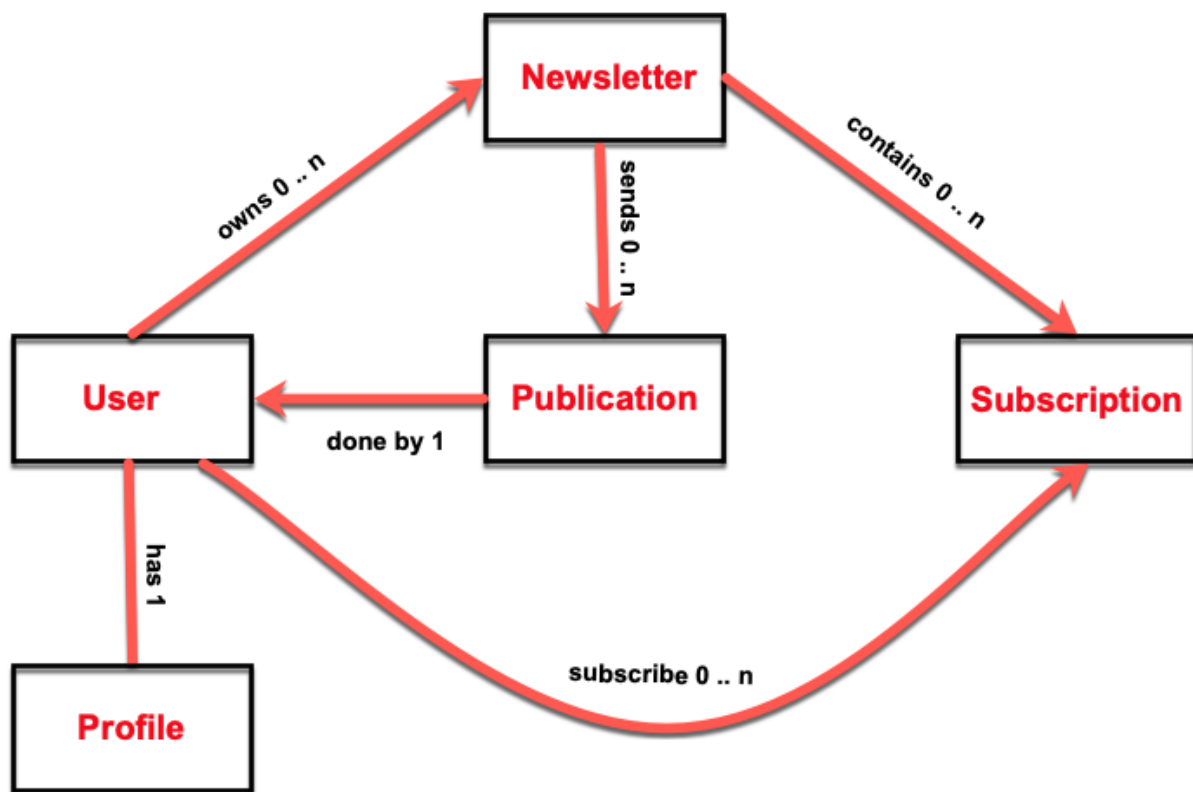 Newsletter
owns 0 .. n
sends 0 .. n
contains 0 .. n
User
Publication
Subscription
done by 1
has 1
subscribe 0 .. n
Profile